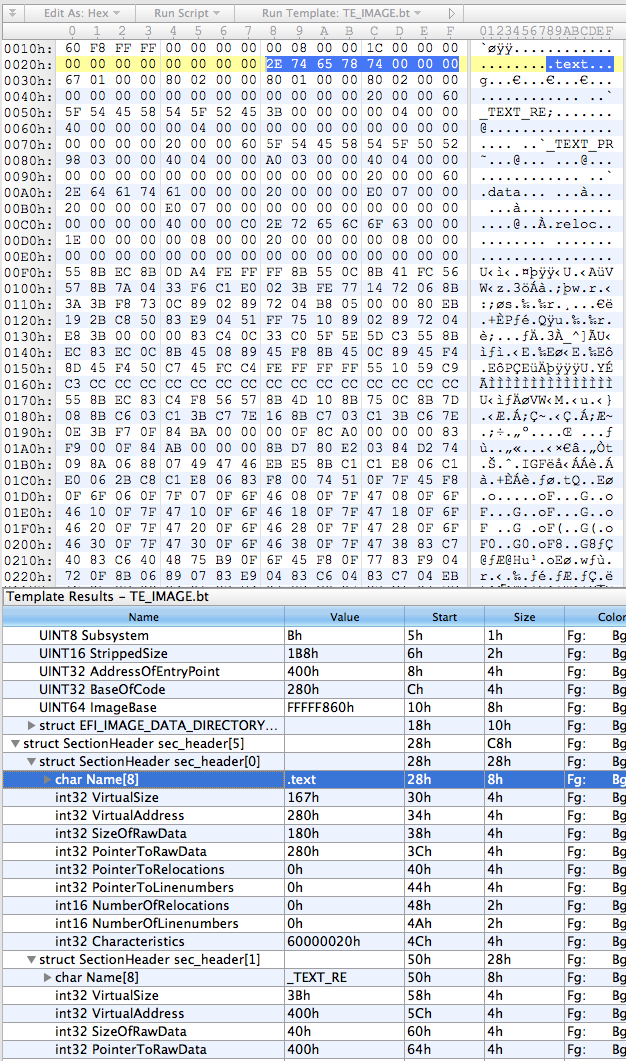 Edit As: Hex Run Script Run Template: TE_IMAGE.bt
0 1 2 3 4 5 6 7 8 9 A B C D E F 0123456789ABCDEF
0010h: 60 F8 FF FF 00 00 00 00 00 08 00 00 1C 00 00 00 `øÿÿ............
0020h: 00 00 00 00 00 00 00 00 2E 74 65 78 74 00 00 00 .........text...
0030h: 67 01 00 00 80 02 00 00 80 01 00 00 80 02 00 00 g...€...€...€...
0040h: 00 00 00 00 00 00 00 00 00 00 00 00 20 00 00 60 ............ ..`
0050h: 5F 54 45 58 54 5F 52 45 3B 00 00 00 00 04 00 00 _TEXT_RE;.......
0060h: 40 00 00 00 00 04 00 00 00 00 00 00 00 00 00 00 @...............
0070h: 00 00 00 00 20 00 00 60 5F 54 45 58 54 5F 50 52 .... ..`_TEXT_PR
0080h: 98 03 00 00 40 04 00 00 A0 03 00 00 40 04 00 00 ˜...@... ...@...
0090h: 00 00 00 00 00 00 00 00 00 00 00 00 20 00 00 60 ............ ..`
00A0h: 2E 64 61 74 61 00 00 00 20 00 00 00 E0 07 00 00 .data... ...à...
00B0h: 20 00 00 00 E0 07 00 00 00 00 00 00 00 00 00 00 ...à...........
00C0h: 00 00 00 00 40 00 00 C0 2E 72 65 6C 6F 63 00 00 ....@..À.reloc..
00D0h: 1E 00 00 00 00 08 00 00 20 00 00 00 00 08 00 00 ........ .......
00E0h: 00 00 00 00 00 00 00 00 00 00 00 00 40 00 00 42
00F0h: 55 8B EC 8B 0D A4 FE FF FF 8B 55 0C 8B 41 FC 56 U‹ì‹.¤þÿÿ‹U.‹AüV
0100h: 57 8B 7A 04 33 F6 C1 E0 02 3B FE 77 14 72 06 8B W‹z.3öÁà.;þw.r.‹
0110h: 3A 3B F8 73 0C 89 02 89 72 04 B8 05 00 00 80 EB :;øs.‰.‰r.¸...€ë
0120h: 19 2B C8 50 83 E9 04 51 FF 75 10 89 02 89 72 04 .+ÈPƒé.Qÿu.‰.‰r.
0130h: E8 3B 00 00 00 83 C4 0C 33 C0 5F 5E 5D C3 55 8B è;...ƒÄ.3À_^]ÃU‹
0140h: EC 83 EC 0C 8B 45 08 89 45 F8 8B 45 0C 89 45 F4 ìƒì.‹E.‰Eø‹E.‰Eô
0150h: 8D 45 F4 50 C7 45 FC C4 FE FF FF FF 55 10 59 C9 .EôPÇEüÄþÿÿÿU.YÉ
0160h: C3 CC CC CC CC CC CC CC CC CC CC CC CC CC CC CC ÃÌÌÌÌÌÌÌÌÌÌÌÌÌÌÌ
0170h: 55 8B EC 83 C4 F8 56 57 8B 4D 10 8B 75 0C 8B 7D U‹ìƒÄøVW‹M.‹u.‹}
0180h: 08 8B C6 03 C1 3B C7 7E 16 8B C7 03 C1 3B C6 7E .‹Æ.Á;Ç~.‹Ç.Á;Æ~
0190h: 0E 3B F7 0F 84 BA 00 00 00 0F 8C A0 00 00 00 83 .;÷.„º....Œ ...ƒ
01A0h: F9 00 0F 84 AB 00 00 00 8B D7 80 E2 03 84 D2 74 ù..„«...‹×€â.„Òt
01B0h: 09 8A 06 88 07 49 47 46 EB E5 8B C1 C1 E8 06 C1 .Š.ˆ.IGFëå‹ÁÁè.Á
01C0h: E0 06 2B C8 C1 E8 06 83 F8 00 74 51 0F 7F 45 F8 à.+ÈÁè.ƒø.tQ..Eø
01D0h: 0F 6F 06 0F 7F 07 0F 6F 46 08 0F 7F 47 08 0F 6F .o.....oF...G..o
01E0h: 46 10 0F 7F 47 10 0F 6F 46 18 0F 7F 47 18 0F 6F F...G..oF...G..o
01F0h: 46 20 0F 7F 47 20 0F 6F 46 28 0F 7F 47 28 0F 6F F ..G .oF(..G(.o
0200h: 46 30 0F 7F 47 30 0F 6F 46 38 0F 7F 47 38 83 C7 F0..G0.oF8..G8ƒÇ
0210h: 40 83 C6 40 48 75 B9 0F 6F 45 F8 0F 77 83 F9 04 @ƒÆ@Hu¹.oEø.wƒù.
0220h: 72 0F 8B 06 89 07 83 E9 04 83 C6 04 83 C7 04 EB r.‹.‰.ƒé.ƒÆ.ƒÇ.ë
Template Results - TE_IMAGE.bt
Name Value Start Size Color
UINT8 Subsystem Bh 5h 1h Fg: Bg
UINT16 StrippedSize 1B8h 6h 2h Fg: Bg
UINT32 AddressOfEntryPoint 400h 8h 4h Fg: Bg
UINT32 BaseOfCode 280h Ch 4h Fg: Bg
UINT64 ImageBase FFFFF860h 10h 8h Fg: Bg
struct EFI_IMAGE_DATA_DIRECTORY... 18h 10h Fg: Bg
struct SectionHeader sec_header[5] 28h C8h Fg: Bg
struct SectionHeader sec_header[0] 28h 28h Fg: Bg
char Name[8] .text 28h 8h Fg: Bg
int32 VirtualSize 167h 30h 4h Fg: Bg
int32 VirtualAddress 280h 34h 4h Fg: Bg
int32 SizeOfRawData 180h 38h 4h Fg: Bg
int32 PointerToRawData 280h 3Ch 4h Fg: Bg
int32 PointerToRelocations 0h 40h 4h Fg: Bg
int32 PointerToLinenumbers 0h 44h 4h Fg: Bg
int16 NumberOfRelocations 0h 48h 2h Fg: Bg
int16 NumberOfLinenumbers 0h 4Ah 2h Fg: Bg
int32 Characteristics 60000020h 4Ch 4h Fg: Bg
struct SectionHeader sec_header[1] 50h 28h Fg: Bg
char Name[8] _TEXT_RE 50h 8h Fg: Bg
int32 VirtualSize 3Bh 58h 4h Fg: Bg
int32 VirtualAddress 400h 5Ch 4h Fg: Bg
int32 SizeOfRawData 40h 60h 4h Fg: Bg
int32 PointerToRawData 400h 64h 4h Fg: Bg